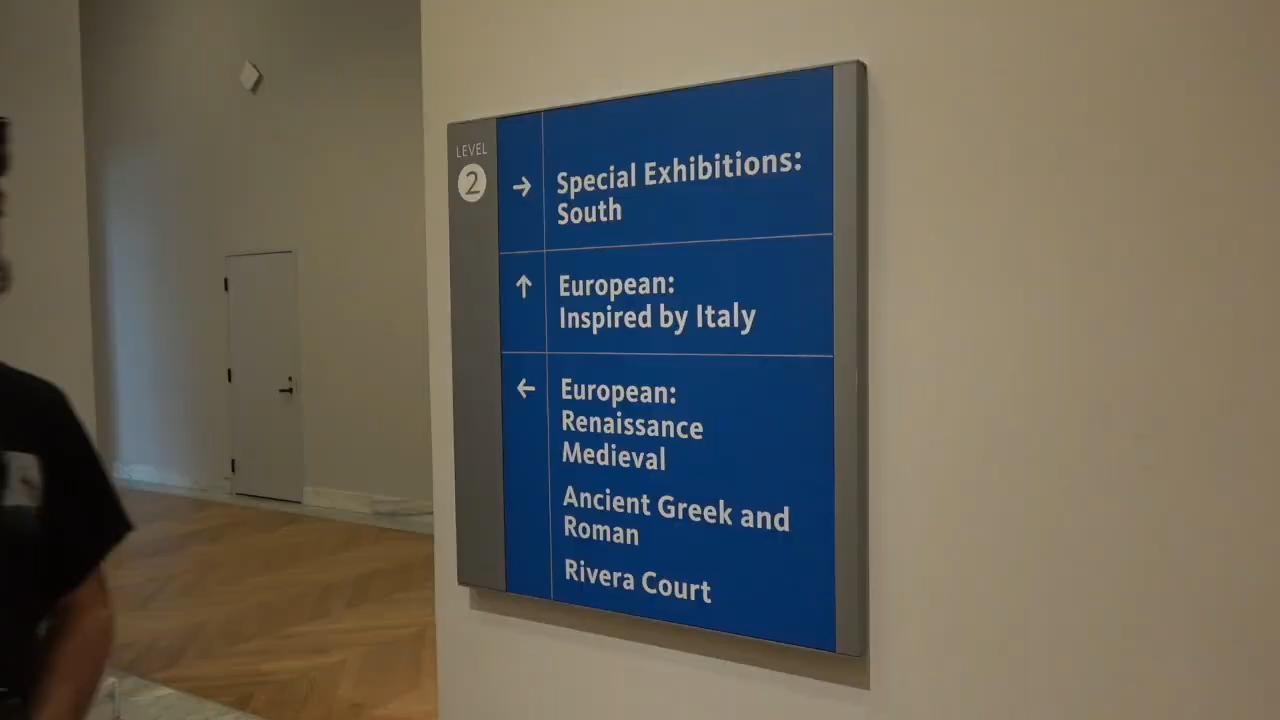 LEVEL
2
→ Special Exhibitions:
South
↑ European:
Inspired by Italy
← European:
Renaissance
Medieval
Ancient Greek and
Roman
Rivera Court